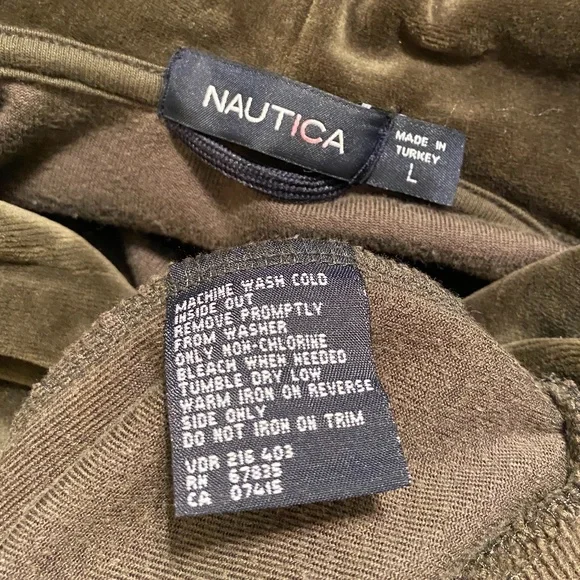 NAUTICA
MADE IN
TURKEY
L
MACHINE WASH COLD
INSIDE OUT
REMOVE PROMPTLY
FROM WASHER
ONLY NON-CHLORINE
BLEACH WHEN NEEDED
TUMBLE DRY LOW
WARM IRON ON REVERSE
SIDE ONLY
DO NOT IRON ON TRIM
VDR 216 403
RN 67835
CA 07415